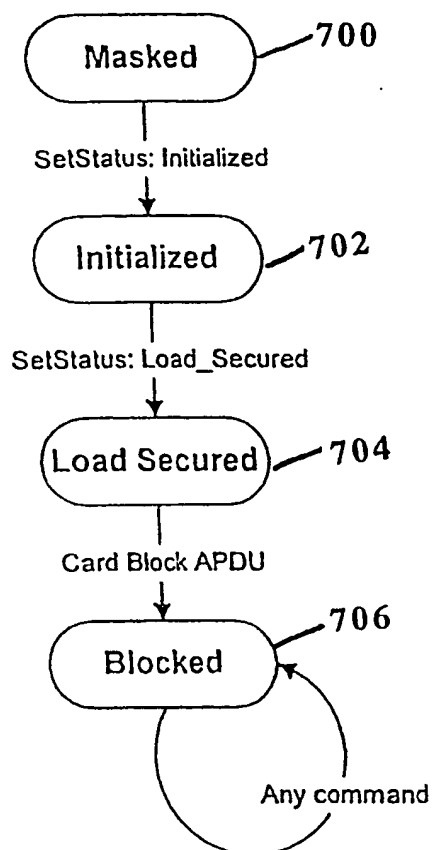 Masked
700
SetStatus: Initialized
Initialized
702
SetStatus: Load_Secured
Load Secured
704
Card Block APDU
Blocked
706
Any command